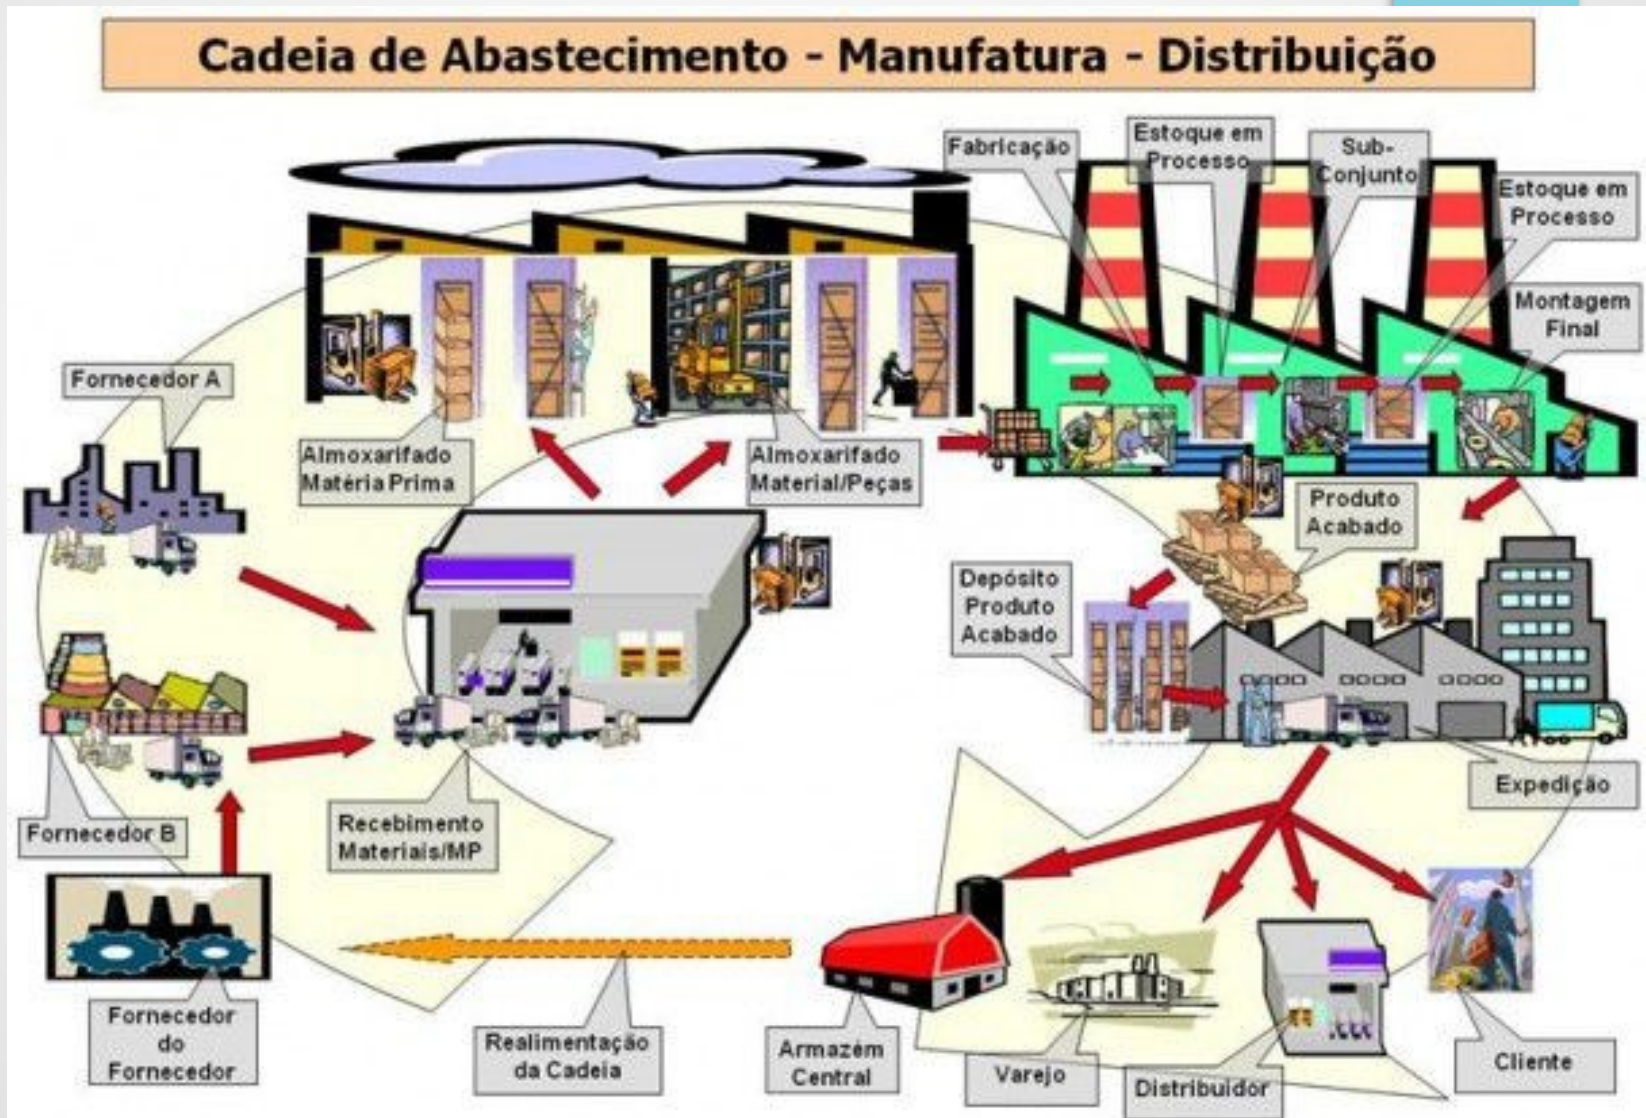 Cadeia de Abastecimento - Manufatura - Distribuição
Fabricação
Estoque em
Processo
Sub-
Conjunto
Estoque em
Processo
Montagem
Final
Fornecedor A
Almoxarifado
Matéria Prima
Almoxarifado
Material/Peças
Produto
Acabado
Depósito
Produto
Acabado
Expedição
Fornecedor B
Recebimento
Materiais/MP
Fornecedor
do
Fornecedor
Realimentação
da Cadeia
Armazém
Central
Varejo
Distribuidor
Cliente